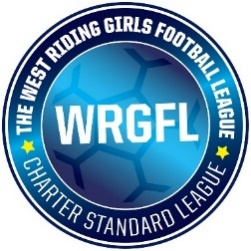 THE WEST RIDING GIRLS FOOTBALL LEAGUE
WRGFL
CHARTER STANDARD LEAGUE